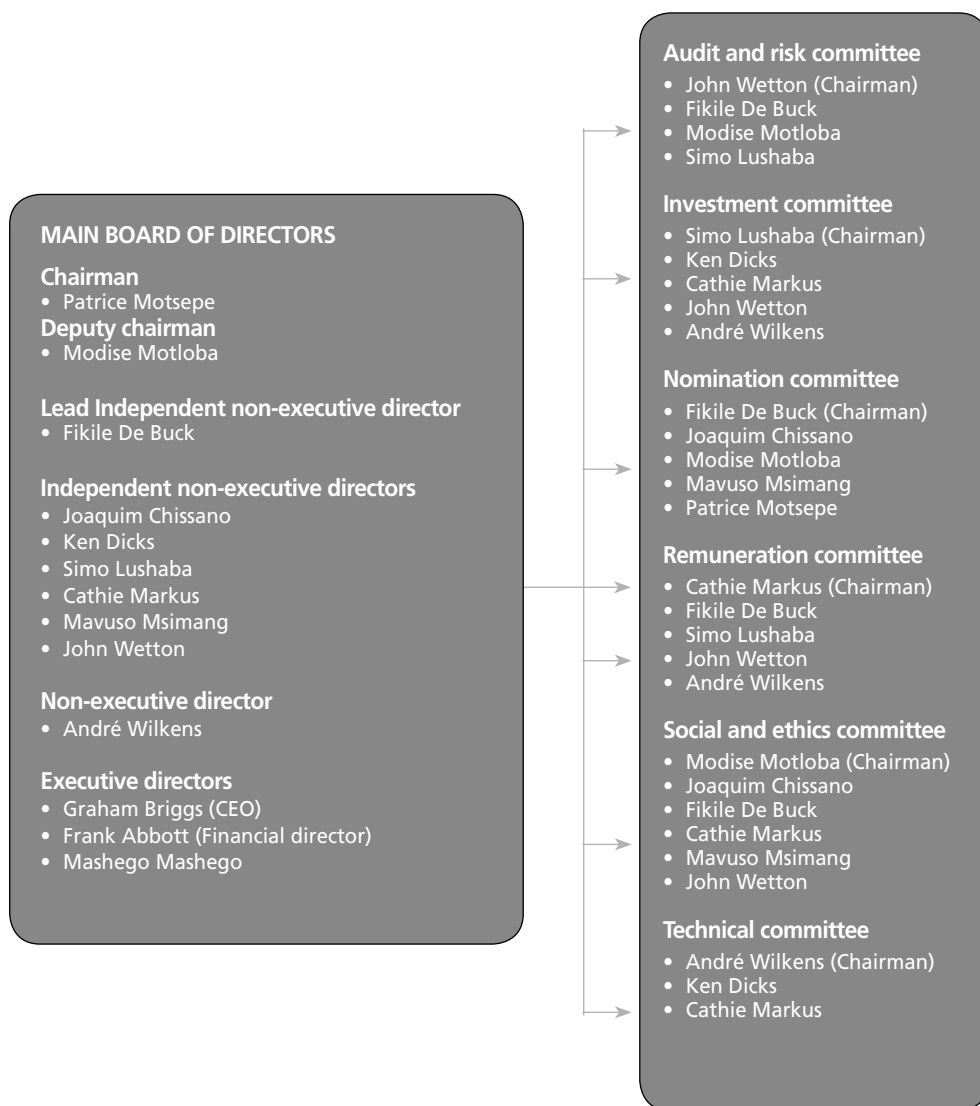 MAIN BOARD OF DIRECTORS
Chairman
• Patrice Motsepe
Deputy chairman
• Modise Motloba
Lead Independent non-executive director
• Fikile De Buck
Independent non-executive directors
• Joaquim Chissano
• Ken Dicks
• Simo Lushaba
• Cathie Markus
• Mavuso Msimang
• John Wetton
Non-executive director
• André Wilkens
Executive directors
• Graham Briggs (CEO)
• Frank Abbott (Financial director)
• Mashego Mashego
Audit and risk committee
• John Wetton (Chairman)
• Fikile De Buck
• Modise Motloba
• Simo Lushaba
Investment committee
• Simo Lushaba (Chairman)
• Ken Dicks
• Cathie Markus
• John Wetton
• André Wilkens
Nomination committee
• Fikile De Buck (Chairman)
• Joaquim Chissano
• Modise Motloba
• Mavuso Msimang
• Patrice Motsepe
Remuneration committee
• Cathie Markus (Chairman)
• Fikile De Buck
• Simo Lushaba
• John Wetton
• André Wilkens
Social and ethics committee
• Modise Motloba (Chairman)
• Joaquim Chissano
• Fikile De Buck
• Cathie Markus
• Mavuso Msimang
• John Wetton
Technical committee
• André Wilkens (Chairman)
• Ken Dicks
• Cathie Markus